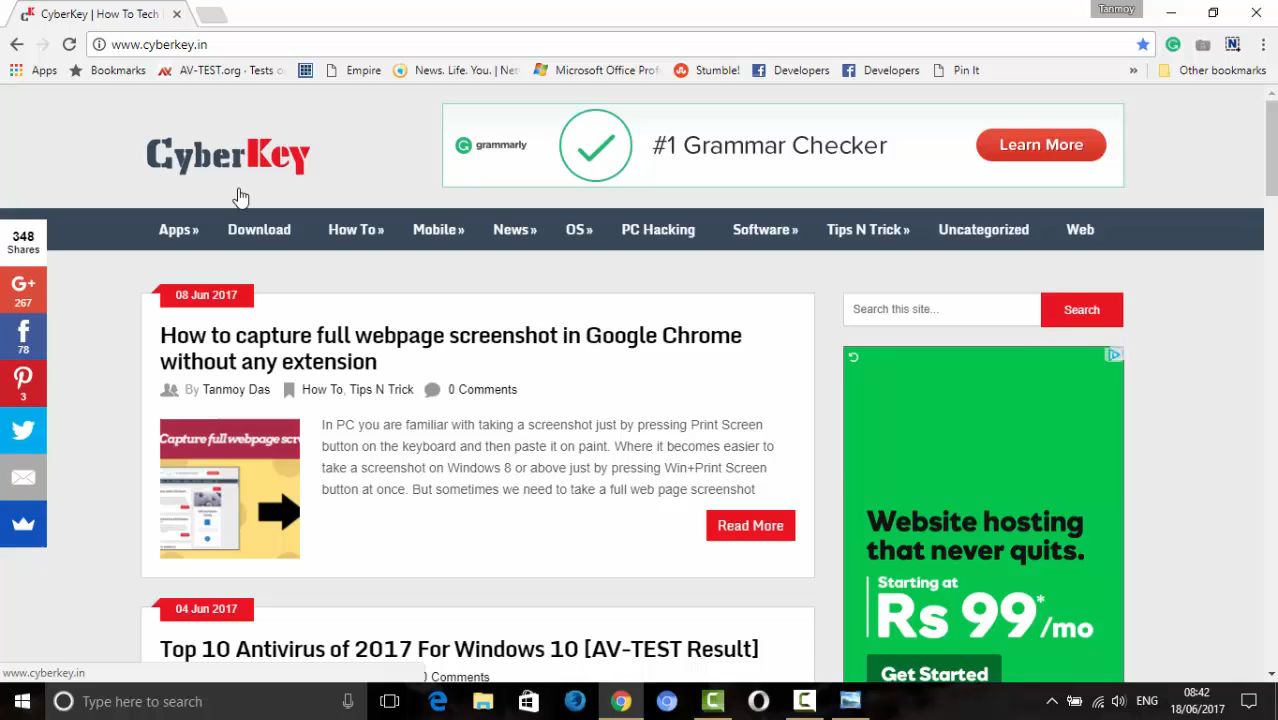 CyberKey | How To Tech
Tanmoy
www.cyberkey.in
Apps
Bookmarks
AV-TEST.org - Tests o
Empire
News. Life. You. | Ne
Microsoft Office Prof
Stumble!
Developers
Developers
Pin It
»
Other bookmarks
CyberKey
grammarly
#1 Grammar Checker
Learn More
Apps»
Download
How To»
Mobile»
News»
OS»
PC Hacking
Software»
Tips N Trick»
Uncategorized
Web
348
Shares
267
78
3
08 Jun 2017
How to capture full webpage screenshot in Google Chrome
without any extension
By Tanmoy Das
How To, Tips N Trick
0 Comments
Capture full webpage scr
In PC you are familiar with taking a screenshot just by pressing Print Screen
button on the keyboard and then paste it on paint. Where it becomes easier to
take a screenshot on Windows 8 or above just by pressing Win+Print Screen
button at once. But sometimes we need to take a full web page screenshot
Read More
04 Jun 2017
Top 10 Antivirus of 2017 For Windows 10 [AV-TEST Result]
0 Comments
Search this site...
Search
Website hosting
that never quits.
Starting at
Rs 99*/mo
Get Started
www.cyberkey.in
Type here to search
ENG
08:42
18/06/2017